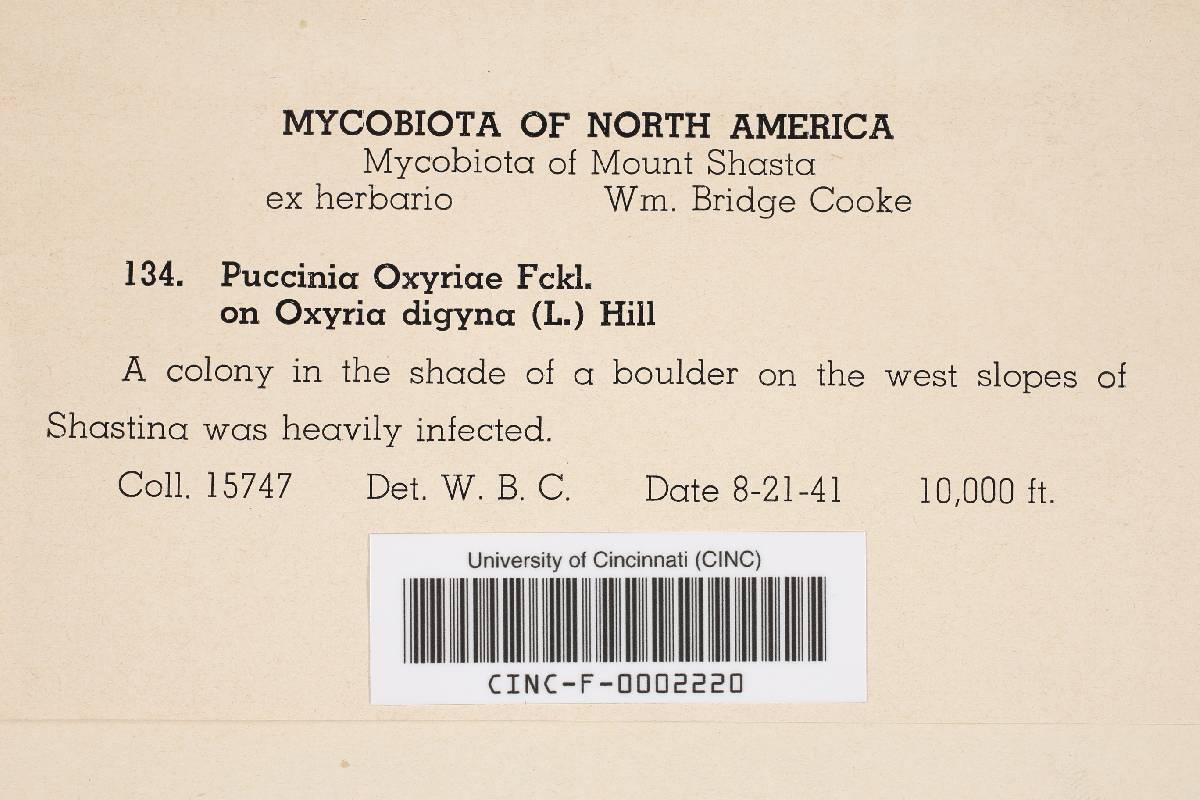 MYCOBIOTA OF NORTH AMERICA
Mycobiota of Mount Shasta
ex herbario Wm. Bridge Cooke
134. Puccinia Oxyriae Fckl.
on Oxyria digyna (L.) Hill
A colony in the shade of a boulder on the west slopes of
Shastina was heavily infected.
Coll. 15747 Det. W. B. C. Date 8-21-41 10,000 ft.
University of Cincinnati (CINC)
CINC-F-0002220